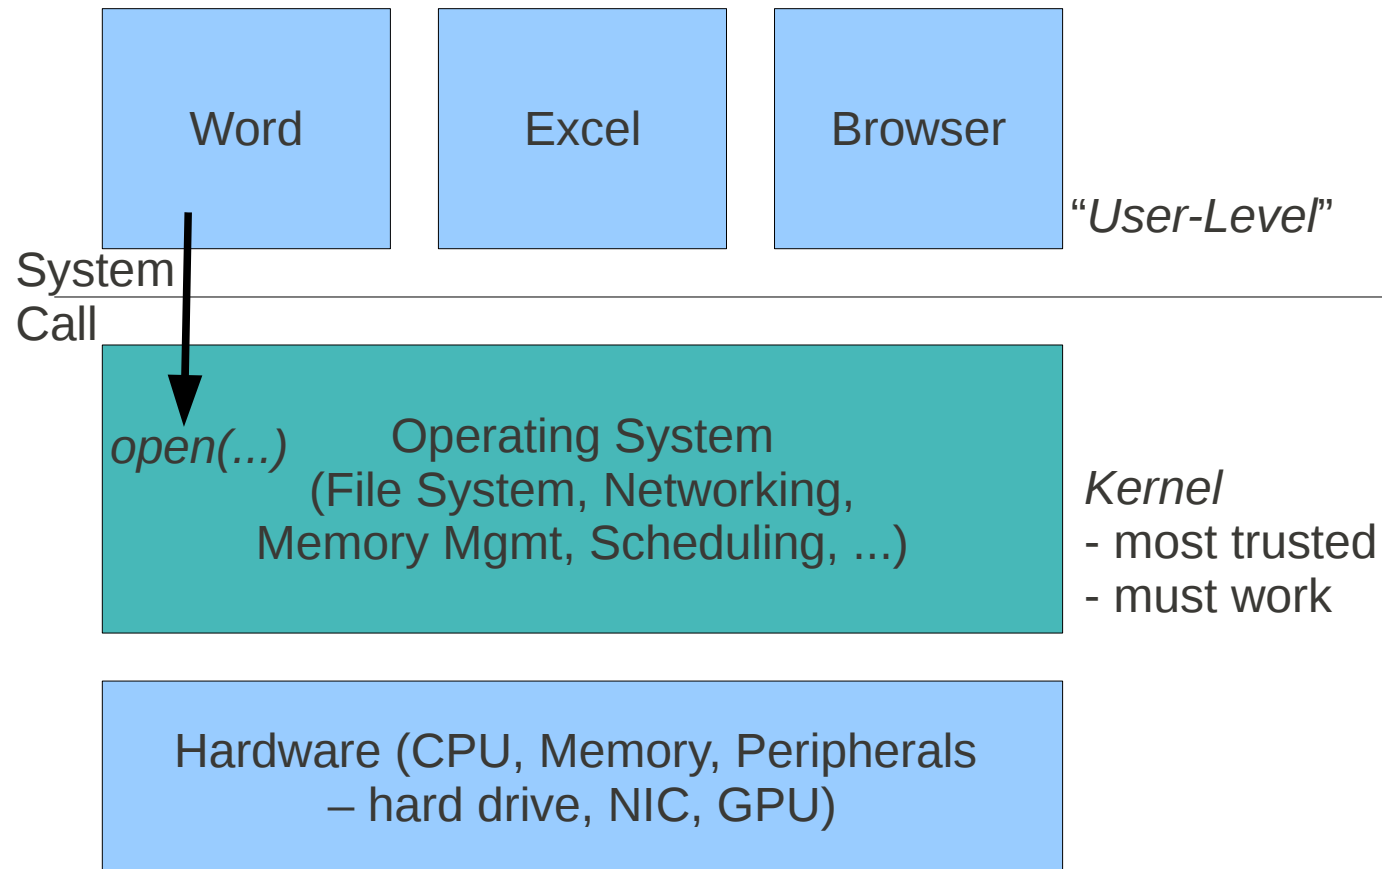 Word
Excel
Browser
“User-Level”
System
Call
open(...)
Operating System
(File System, Networking,
Memory Mgmt, Scheduling, ...)
Kernel
- most trusted
- must work
Hardware (CPU, Memory, Peripherals
– hard drive, NIC, GPU)